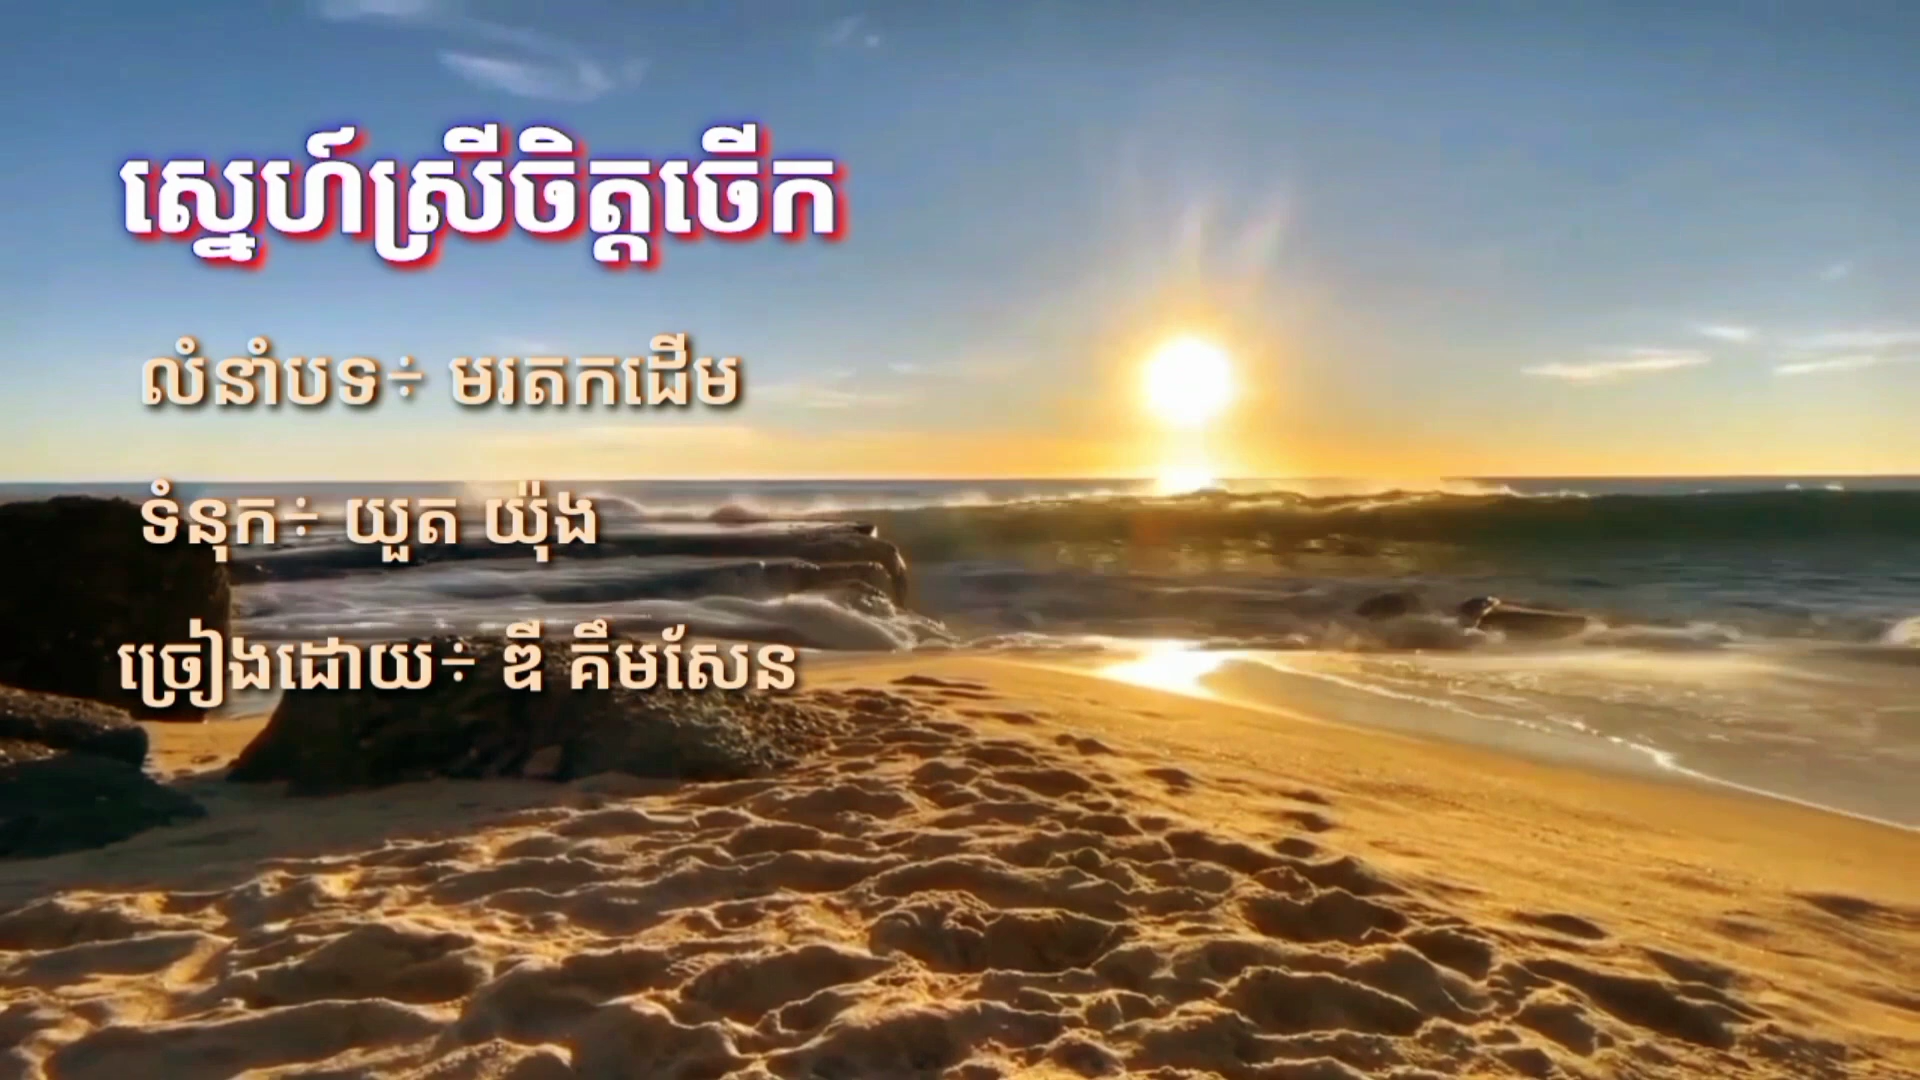 ស្នេហ៍ស្រីចិត្តចើក
លំនាំបទ÷ មរតកដើម
ទំនុក÷ យួត យ៉ុង
ច្រៀងដោយ÷ ឌី គឹមសែន